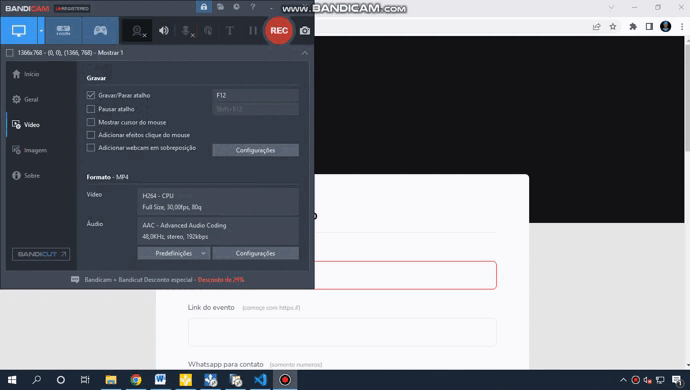 BANDICAM
www.BANDICAM.com
REC
1366x768 - (0, 0), (1366, 768) - Mostrar 1
Início
Geral
Vídeo
Imagem
Sobre
BANDICUT
Gravar
Gravar/Parar atalho
F12
Pausar atalho
Shift+F12
Mostrar cursor do mouse
Adicionar efeitos clique do mouse
Adicionar webcam em sobreposição
Configurações
Formato - MP4
Vídeo
H264 - CPU
Full Size, 30,00fps, 80q
Áudio
AAC - Advanced Audio Coding
48,0KHz, stereo, 192kbps
Predefinições
Configurações
Bandicam + Bandicut Desconto especial - Desconto de 29%
o
Link do evento (começe com https://)
Whatsapp para contato (somente numeros)